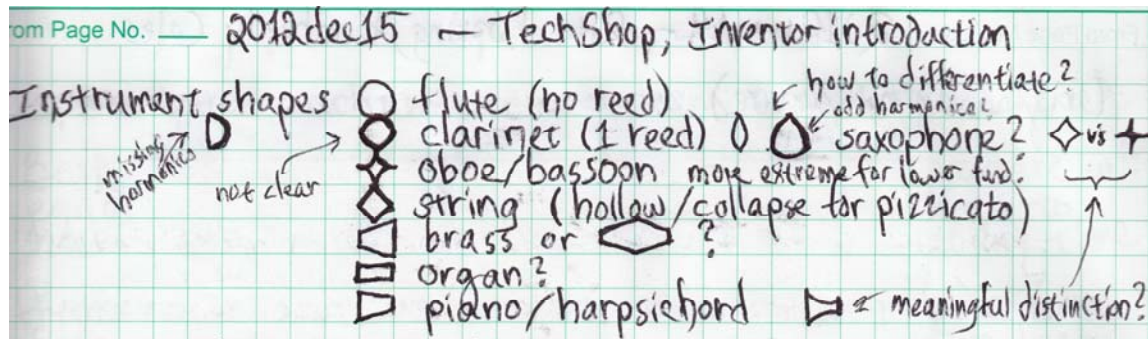 rom Page No. 2012dec15 — TechShop, Inventor introduction
how to differentiate?
Instrument shapes flute (no reed)
odd harmonics?
clarinet (1 reed) saxophone? vs
missing harmonics
not clear
oboe/bassoon more extreme for lower fund.
string (hollow/collapse for pizzicato)
brass or ?
organ?
piano/harpsichord meaningful distinction?